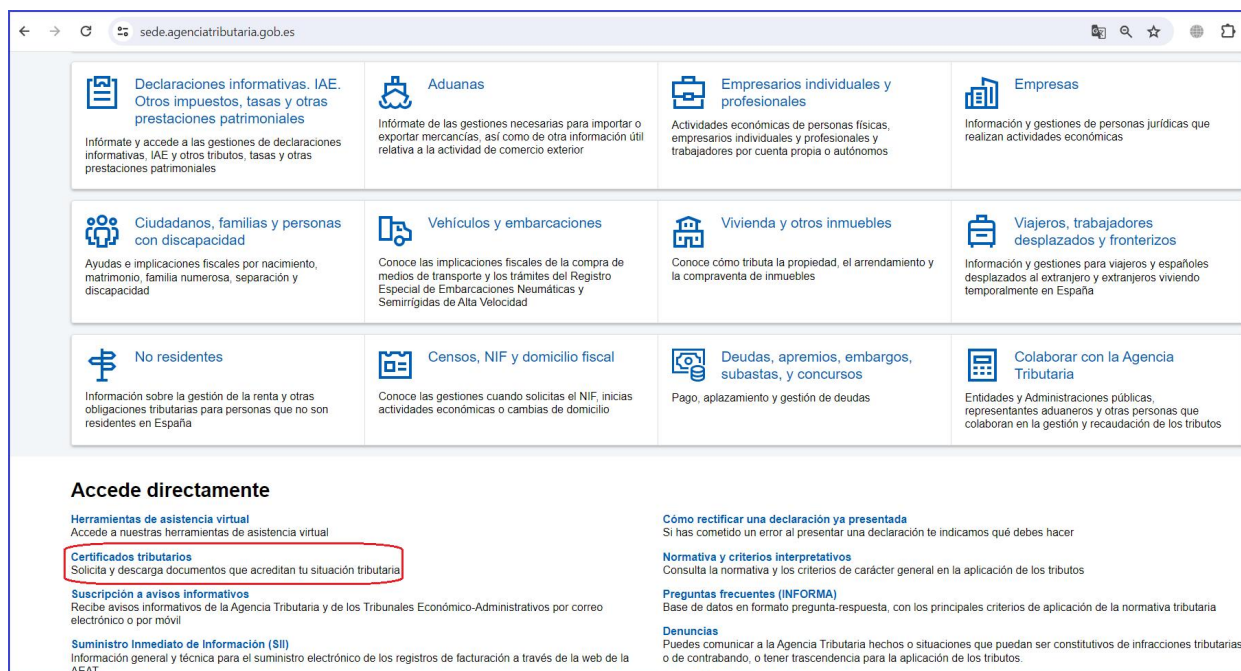 sede.agenciatributaria.gob.es
Declaraciones informativas. IAE.
Otros impuestos, tasas y otras
prestaciones patrimoniales
Infórmate y accede a las gestiones de declaraciones
informativas, IAE y otros tributos, tasas y otras
prestaciones patrimoniales
Aduanas
Infórmate de las gestiones necesarias para importar o
exportar mercancías, así como de otra información útil
relativa a la actividad de comercio exterior
Empresarios individuales y
profesionales
Actividades económicas de personas físicas,
empresarios individuales y profesionales y
trabajadores por cuenta propia o autónomos
Empresas
Información y gestiones de personas jurídicas que
realizan actividades económicas
Ciudadanos, familias y personas
con discapacidad
Ayudas e implicaciones fiscales por nacimiento,
matrimonio, familia numerosa, separación y
discapacidad
Vehículos y embarcaciones
Conoce las implicaciones fiscales de la compra de
medios de transporte y los trámites del Registro
Especial de Embarcaciones Neumáticas y
Semirrígidas de Alta Velocidad
Vivienda y otros inmuebles
Conoce cómo tributa la propiedad, el arrendamiento y
la compraventa de inmuebles
Viajeros, trabajadores
desplazados y fronterizos
Información y gestiones para viajeros y españoles
desplazados al extranjero y extranjeros viviendo
temporalmente en España
No residentes
Información sobre la gestión de la renta y otras
obligaciones tributarias para personas que no son
residentes en España
Censos, NIF y domicilio fiscal
Conoce las gestiones cuando solicitas el NIF, inicias
actividades económicas o cambias de domicilio
Deudas, apremios, embargos,
subastas, y concursos
Pago, aplazamiento y gestión de deudas
Colaborar con la Agencia
Tributaria
Entidades y Administraciones públicas,
representantes aduaneros y otras personas que
colaboran en la gestión y recaudación de los tributos
Accede directamente
Herramientas de asistencia virtual
Accede a nuestras herramientas de asistencia virtual
Certificados tributarios
Solicita y descarga documentos que acreditan tu situación tributaria
Suscripción a avisos informativos
Recibe avisos informativos de la Agencia Tributaria y de los Tribunales Económico-Administrativos por correo
electrónico o por móvil
Suministro Inmediato de Información (SII)
Información general y técnica para el suministro electrónico de los registros de facturación a través de la web de la
AEAT
Cómo rectificar una declaración ya presentada
Si has cometido un error al presentar una declaración te indicamos qué debes hacer
Normativa y criterios interpretativos
Consulta la normativa y los criterios de carácter general en la aplicación de los tributos
Preguntas frecuentes (INFORMA)
Base de datos en formato pregunta-respuesta, con los principales criterios de aplicación de la normativa tributaria
Denuncias
Puedes comunicar a la Agencia Tributaria hechos o situaciones que puedan ser constitutivos de infracciones tributarias
o de contrabando, o tener trascendencia para la aplicación de los tributos.